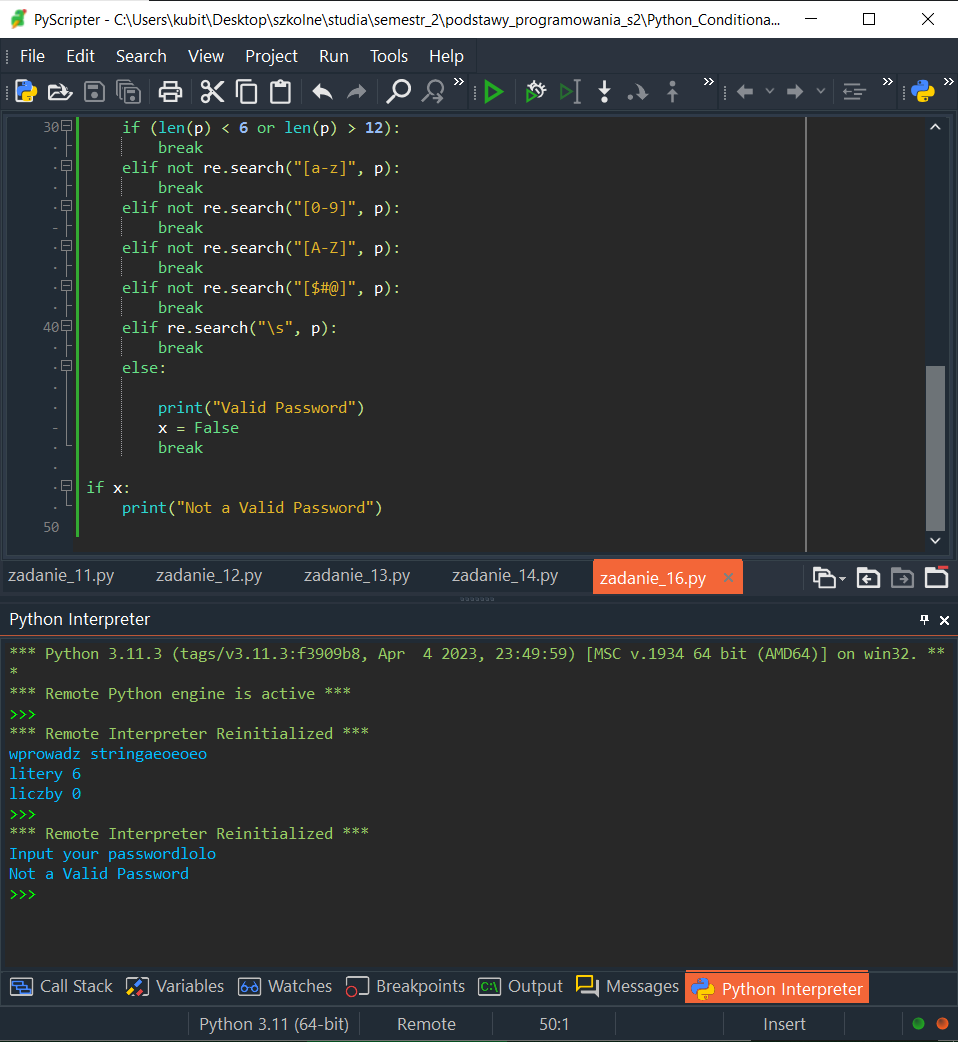 PyScripter - C:\Users\kubit\Desktop\szkolne\studia\semestr_2\podstawy_programowania_s2\Python_Conditiona...
File Edit Search View Project Run Tools Help
30 if (len(p) < 6 or len(p) > 12):
break
elif not re.search("[a-z]", p):
break
elif not re.search("[0-9]", p):
break
elif not re.search("[A-Z]", p):
break
elif not re.search("[$#@]", p):
break
40 elif re.search("\s", p):
break
else:
print("Valid Password")
x = False
break
if x:
print("Not a Valid Password")
50
zadanie_11.py zadanie_12.py zadanie_13.py zadanie_14.py zadanie_16.py ×
Python Interpreter
*** Python 3.11.3 (tags/v3.11.3:f3909b8, Apr  4 2023, 23:49:59) [MSC v.1934 64 bit (AMD64)] on win32. **
*
*** Remote Python engine is active ***
>>>
*** Remote Interpreter Reinitialized ***
wprowadz stringaeoeoeo
litery 6
liczby 0
>>>
*** Remote Interpreter Reinitialized ***
Input your passwordlolo
Not a Valid Password
>>>
Call Stack Variables Watches Breakpoints Output Messages Python Interpreter
Python 3.11 (64-bit) Remote 50:1 Insert